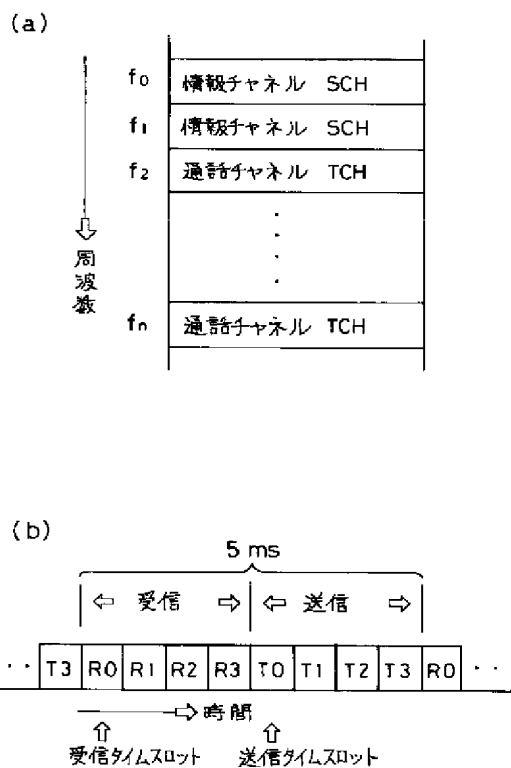 (a)
f0 情報チャネル SCH
f1 情報チャネル SCH
f2 通話チャネル TCH
周波数
fn 通話チャネル TCH
(b)
5 ms
⇦ 受信 ⇨ ⇦ 送信 ⇨
・・ T3 R0 R1 R2 R3 T0 T1 T2 T3 R0 ・・
⇨ 時間
受信タイムスロット 送信タイムスロット